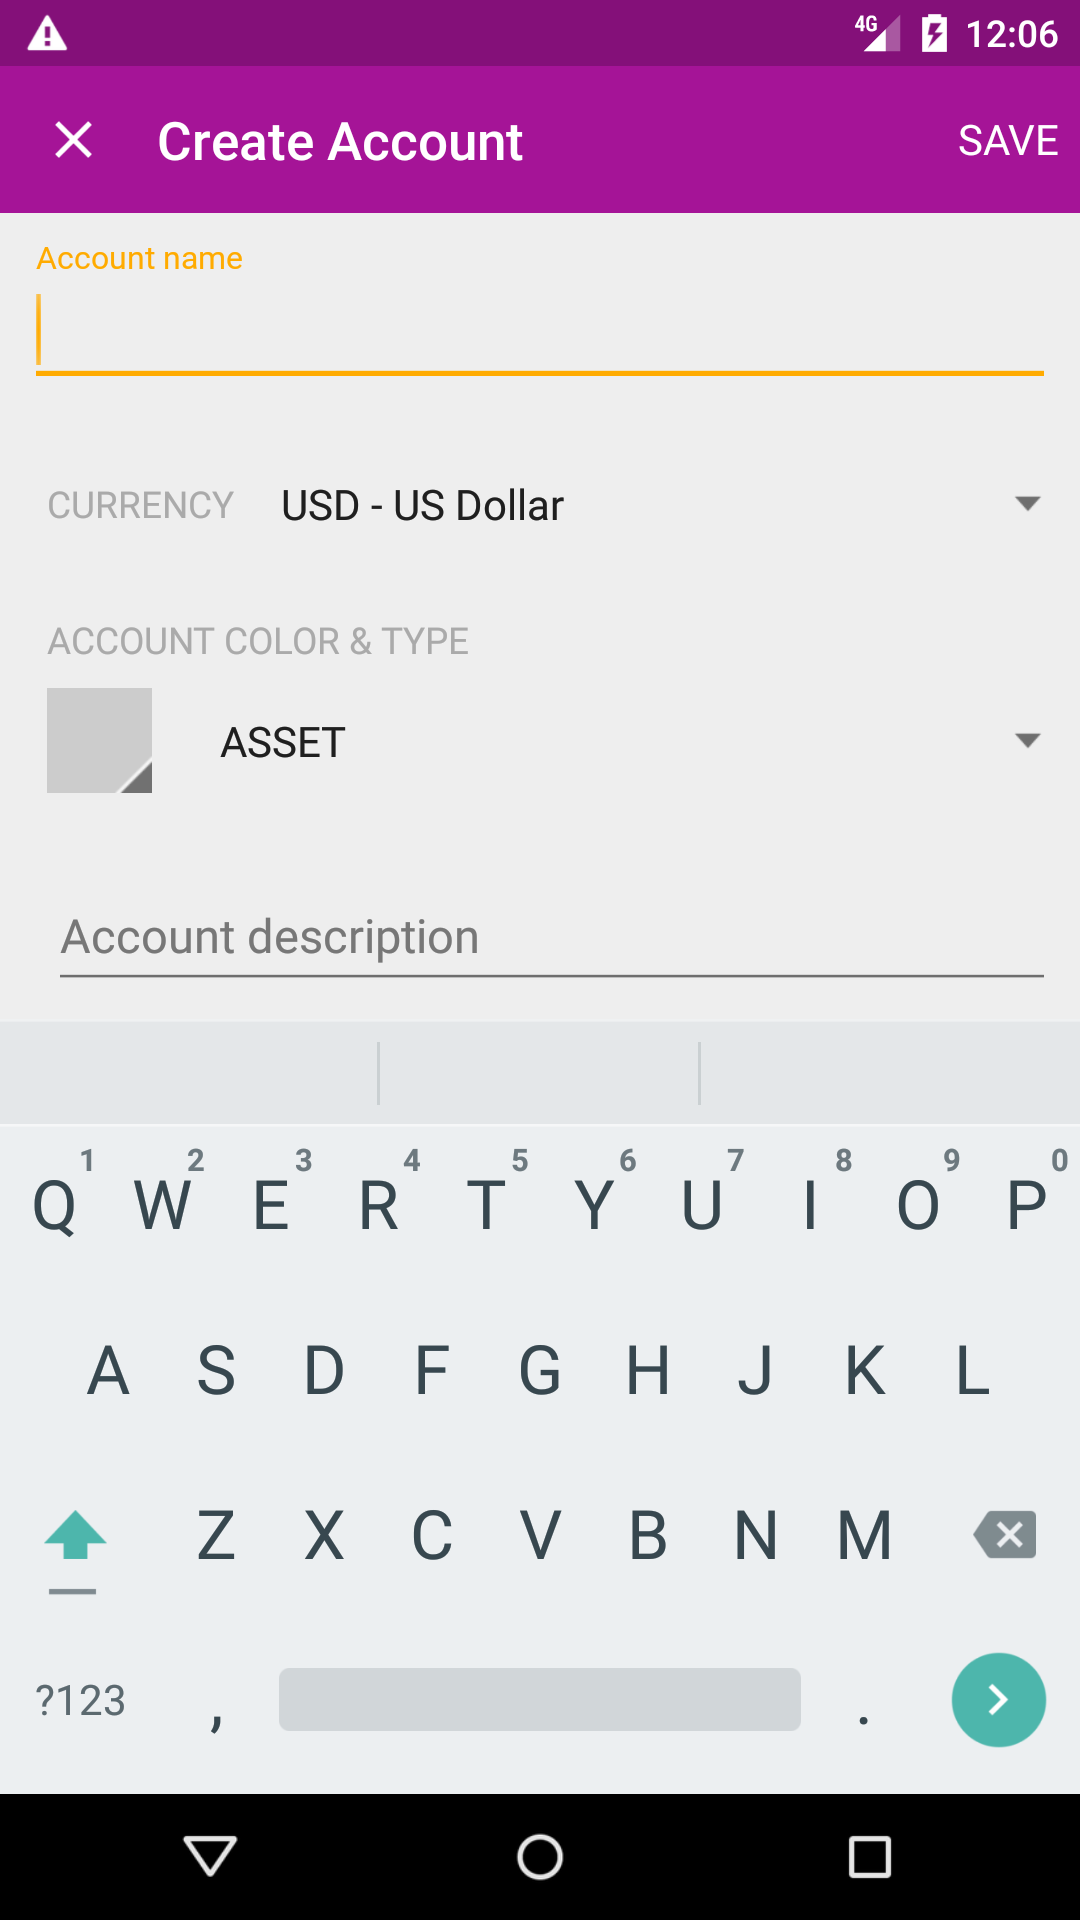 4G 12:06
Create Account SAVE
Account name
CURRENCY USD - US Dollar
ACCOUNT COLOR & TYPE
ASSET
Account description
1 2 3 4 5 6 7 8 9 0
Q W E R T Y U I O P
A S D F G H J K L
Z X C V B N M
?123 , .